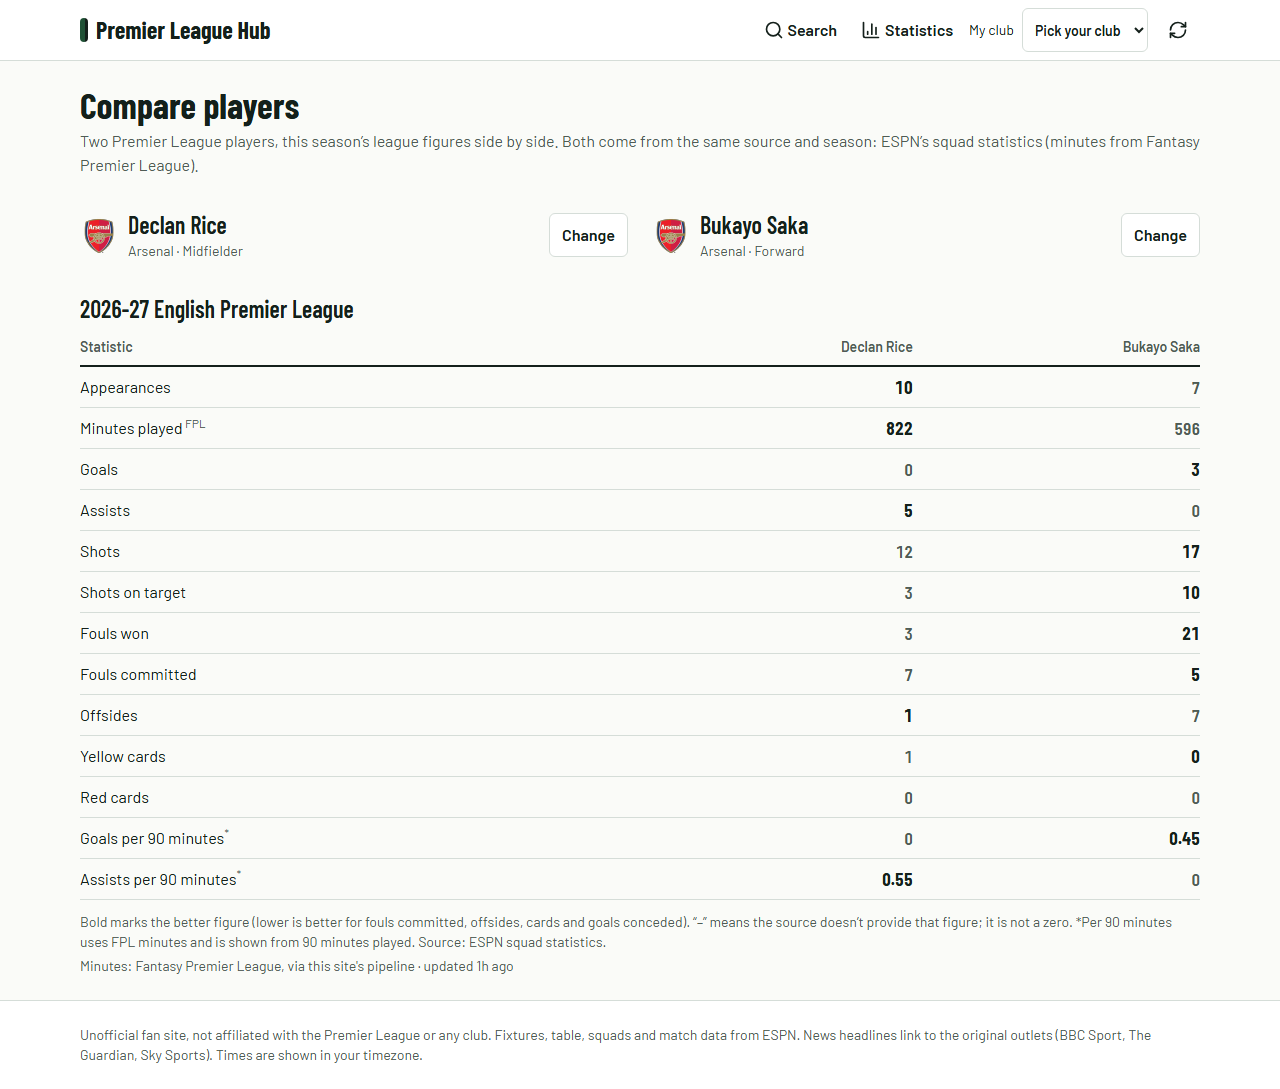 Premier League Hub
Search
Statistics
My club
Pick your club
Compare players
Two Premier League players, this season’s league figures side by side. Both come from the same source and season: ESPN’s squad statistics (minutes from Fantasy
Premier League).
Arsenal
Declan Rice
Arsenal · Midfielder
Change
Arsenal
Bukayo Saka
Arsenal · Forward
Change
2026-27 English Premier League
Statistic Declan Rice Bukayo Saka
Appearances 10 7
Minutes played FPL 822 596
Goals 0 3
Assists 5 0
Shots 12 17
Shots on target 3 10
Fouls won 3 21
Fouls committed 7 5
Offsides 1 7
Yellow cards 1 0
Red cards 0 0
Goals per 90 minutes* 0 0.45
Assists per 90 minutes* 0.55 0
Bold marks the better figure (lower is better for fouls committed, offsides, cards and goals conceded). “–” means the source doesn’t provide that figure; it is not a zero. *Per 90 minutes
uses FPL minutes and is shown from 90 minutes played. Source: ESPN squad statistics.
Minutes: Fantasy Premier League, via this site's pipeline · updated 1h ago
Unofficial fan site, not affiliated with the Premier League or any club. Fixtures, table, squads and match data from ESPN. News headlines link to the original outlets (BBC Sport, The
Guardian, Sky Sports). Times are shown in your timezone.